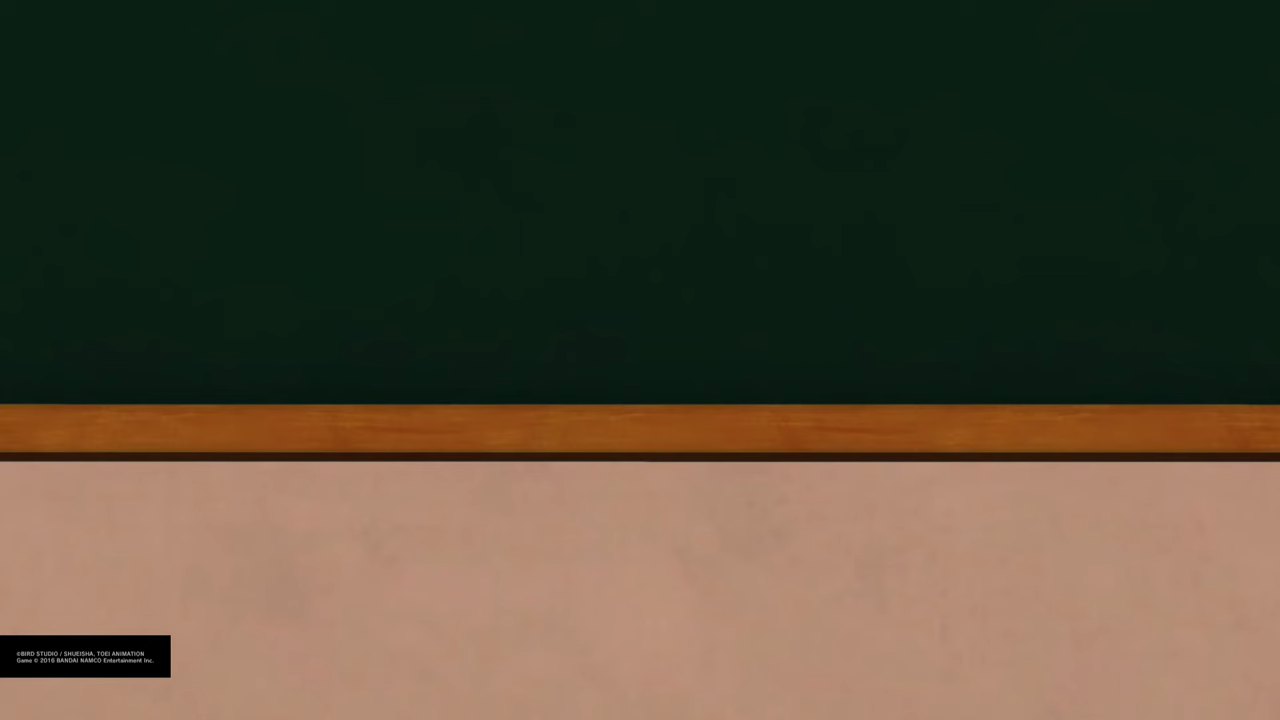 ©BIRD STUDIO / SHUEISHA, TOEI ANIMATION
Game © 2016 BANDAI NAMCO Entertainment Inc.